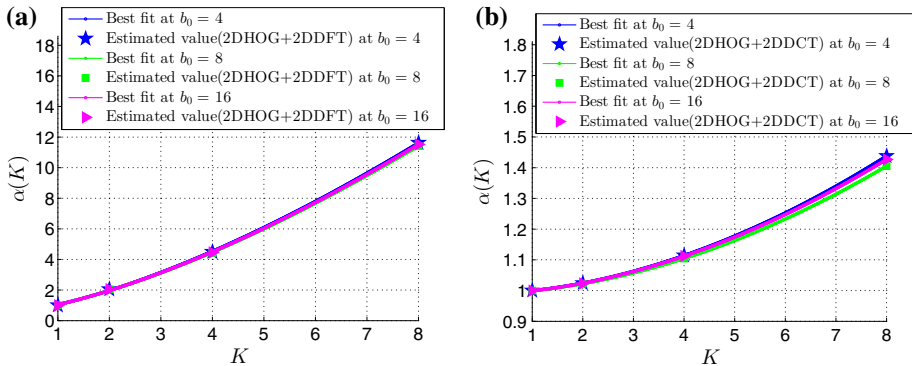 (a)
Best fit at b₀ = 4
Estimated value(2DHOG+2DDFT) at b₀ = 4
Best fit at b₀ = 8
Estimated value(2DHOG+2DDFT) at b₀ = 8
Best fit at b₀ = 16
Estimated value(2DHOG+2DDFT) at b₀ = 16
18
16
14
12
10
8
6
4
2
0
α(K)
1 2 3 4 5 6 7 8
K
(b)
Best fit at b₀ = 4
Estimated value(2DHOG+2DDCT) at b₀ = 4
Best fit at b₀ = 8
Estimated value(2DHOG+2DDCT) at b₀ = 8
Best fit at b₀ = 16
Estimated value(2DHOG+2DDCT) at b₀ = 16
1.8
1.7
1.6
1.5
1.4
1.3
1.2
1.1
1
0.9
α(K)
1 2 3 4 5 6 7 8
K